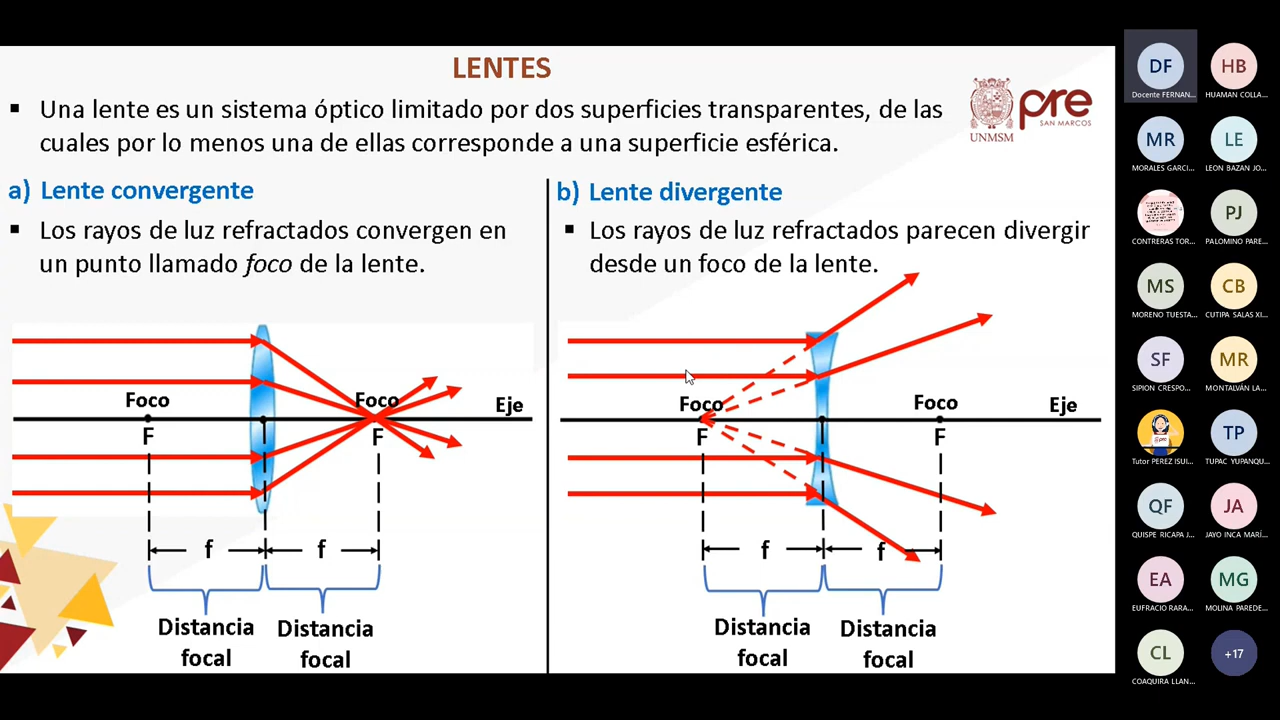 LENTES
▪ Una lente es un sistema óptico limitado por dos superficies transparentes, de las
cuales por lo menos una de ellas corresponde a una superficie esférica.
UNMSM
pre
SAN MARCOS
a) Lente convergente
▪ Los rayos de luz refractados convergen en
un punto llamado foco de la lente.
Foco
Foco
Eje
F
F
f
f
Distancia
focal
Distancia
focal
b) Lente divergente
▪ Los rayos de luz refractados parecen divergir
desde un foco de la lente.
Foco
Foco
Eje
F
F
f
f
Distancia
focal
Distancia
focal
DF
Docente FERNAN...
HB
HUAMAN COLLA...
MR
MORALES GARCI...
LE
LEON BAZAN JO...
CONTRERAS TOR...
PJ
PALOMINO PARE...
MS
MORENO TUESTA...
CB
CUTIPA SALAS XI...
SF
SIPION CRESPO...
MR
MONTALVÁN LA...
Tutor PEREZ ISUI...
TP
TUPAC YUPANQU...
QF
QUISPE RICAPA J...
JA
JAYO INCA MARÍ...
EA
EUFRACIO RARA...
MG
MOLINA PAREDE...
CL
COAQUIRA LLAN...
+17